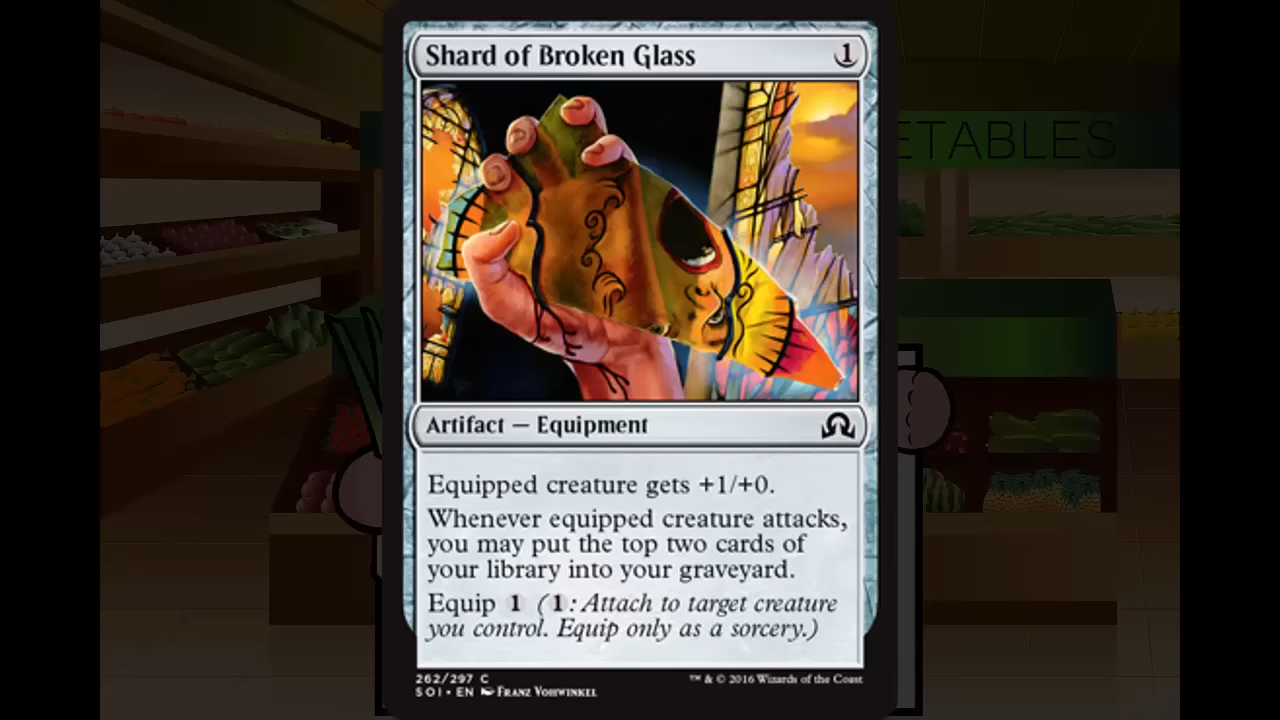 Shard of Broken Glass 1
ETABLES
Artifact — Equipment
Equipped creature gets +1/+0.
Whenever equipped creature attacks,
you may put the top two cards of
your library into your graveyard.
Equip 1 (1: Attach to target creature
you control. Equip only as a sorcery.)
262/297 C
SOI • EN Franz Vohwinkel
™ & © 2016 Wizards of the Coast